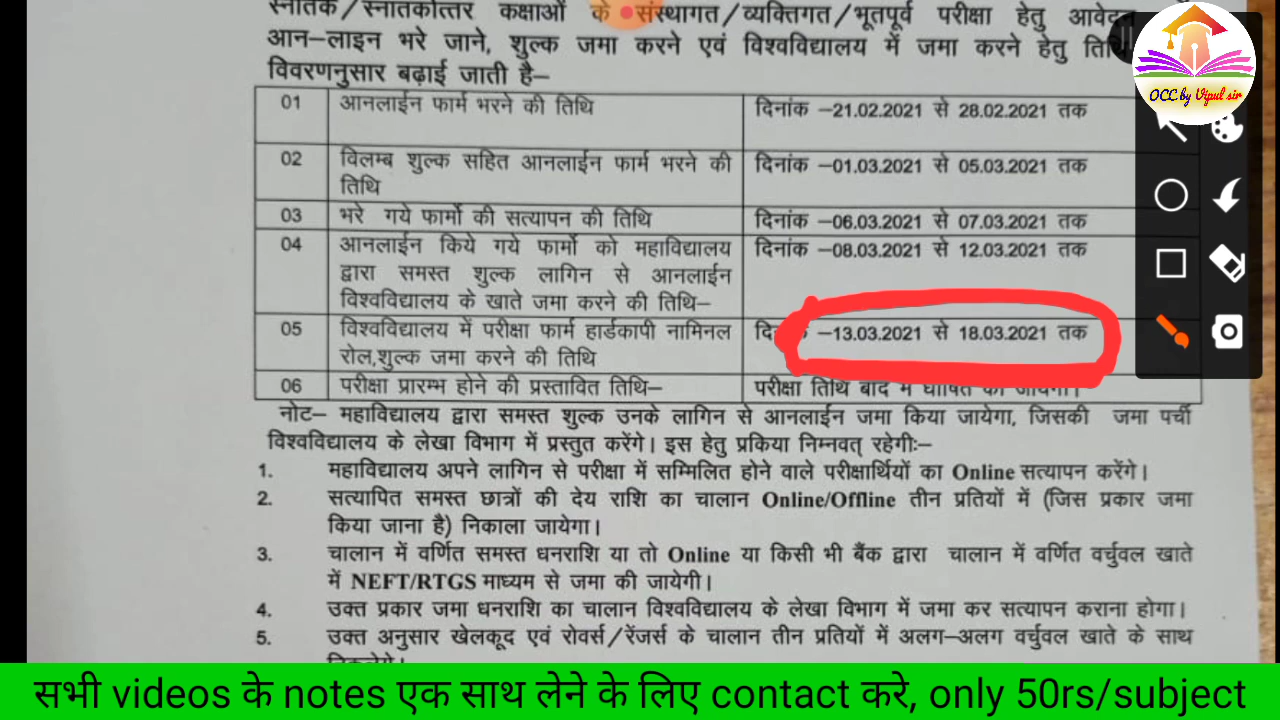 स्नातक/स्नातकोत्तर कक्षाओं के संस्थागत/व्यक्तिगत/भूतपूर्व परीक्षा हेतु आवेदन
आन–लाइन भरे जाने, शुल्क जमा करने एवं विश्वविद्यालय में जमा करने हेतु तिथि
विवरणनुसार बढ़ाई जाती है–
01 आनलाईन फार्म भरने की तिथि दिनांक –21.02.2021 से 28.02.2021 तक
02 विलम्ब शुल्क सहित आनलाईन फार्म भरने की दिनांक –01.03.2021 से 05.03.2021 तक
तिथि
03 भरे गये फार्मो की सत्यापन की तिथि दिनांक –06.03.2021 से 07.03.2021 तक
04 आनलाईन किये गये फार्मो को महाविद्यालय दिनांक –08.03.2021 से 12.03.2021 तक
द्वारा समस्त शुल्क लागिन से आनलाईन
विश्वविद्यालय के खाते जमा करने की तिथि–
05 विश्वविद्यालय में परीक्षा फार्म हार्डकापी नामिनल –13.03.2021 से 18.03.2021 तक
रोल,शुल्क जमा करने की तिथि
06 परीक्षा प्रारम्भ होने की प्रस्तावित तिथि– परीक्षा तिथि बाद में घोषित की जायेगी।
नोट– महाविद्यालय द्वारा समस्त शुल्क उनके लागिन से आनलाईन जमा किया जायेगा, जिसकी जमा पर्ची
विश्वविद्यालय के लेखा विभाग में प्रस्तुत करेंगे। इस हेतु प्रकिया निम्नवत् रहेगीः–
1. महाविद्यालय अपने लागिन से परीक्षा में सम्मिलित होने वाले परीक्षार्थियों का Online सत्यापन करेंगे।
2. सत्यापित समस्त छात्रों की देय राशि का चालान Online/Offline तीन प्रतियों में (जिस प्रकार जमा
किया जाना है) निकाला जायेगा।
3. चालान में वर्णित समस्त धनराशि या तो Online या किसी भी बैंक द्वारा चालान में वर्णित वर्चुवल खाते
में NEFT/RTGS माध्यम से जमा की जायेगी।
4. उक्त प्रकार जमा धनराशि का चालान विश्वविद्यालय के लेखा विभाग में जमा कर सत्यापन कराना होगा।
5. उक्त अनुसार खेलकूद एवं रोवर्स/रेंजर्स के चालान तीन प्रतियों में अलग–अलग वर्चुवल खाते के साथ
OCC by Vipul sir
सभी videos के notes एक साथ लेने के लिए contact करे, only 50rs/subject